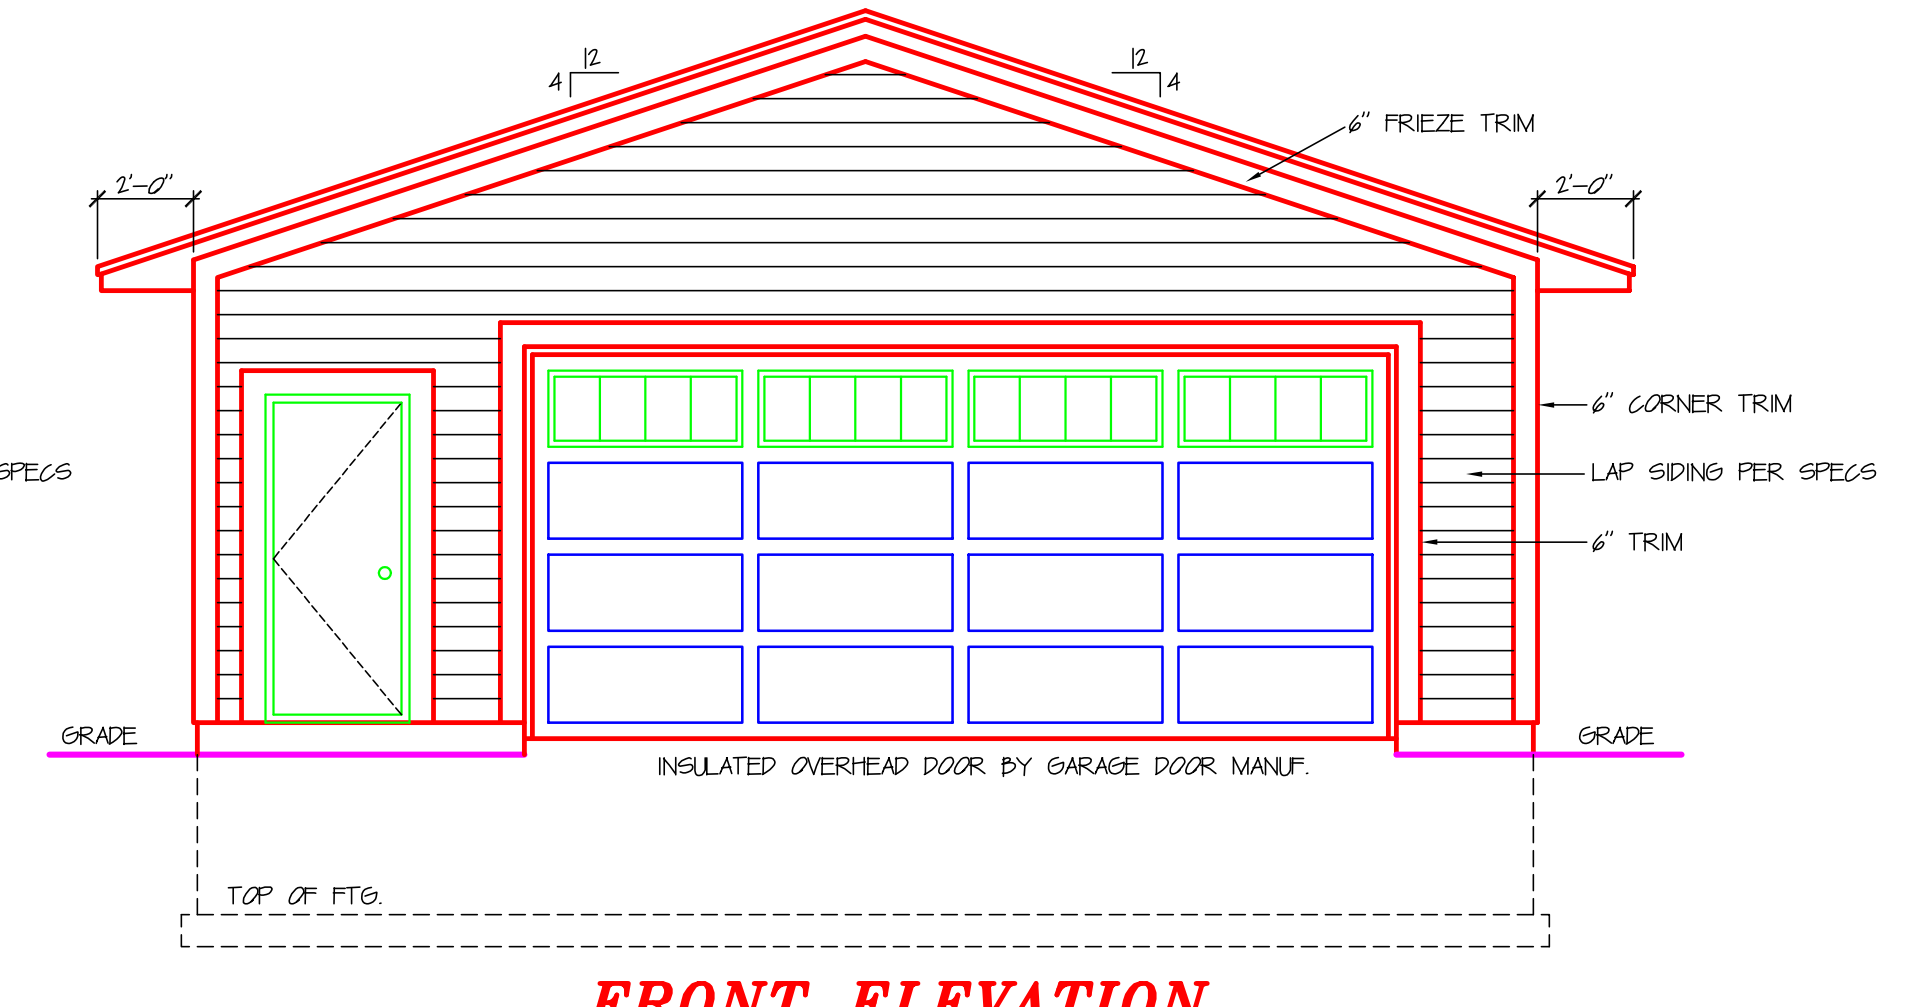 12
4
12
4
6" FRIEZE TRIM
2'-0"
2'-0"
6" CORNER TRIM
SPECS
LAP SIDING PER SPECS
6" TRIM
GRADE
GRADE
INSULATED OVERHEAD DOOR BY GARAGE DOOR MANUF.
TOP OF FTG.
FRONT ELEVATION